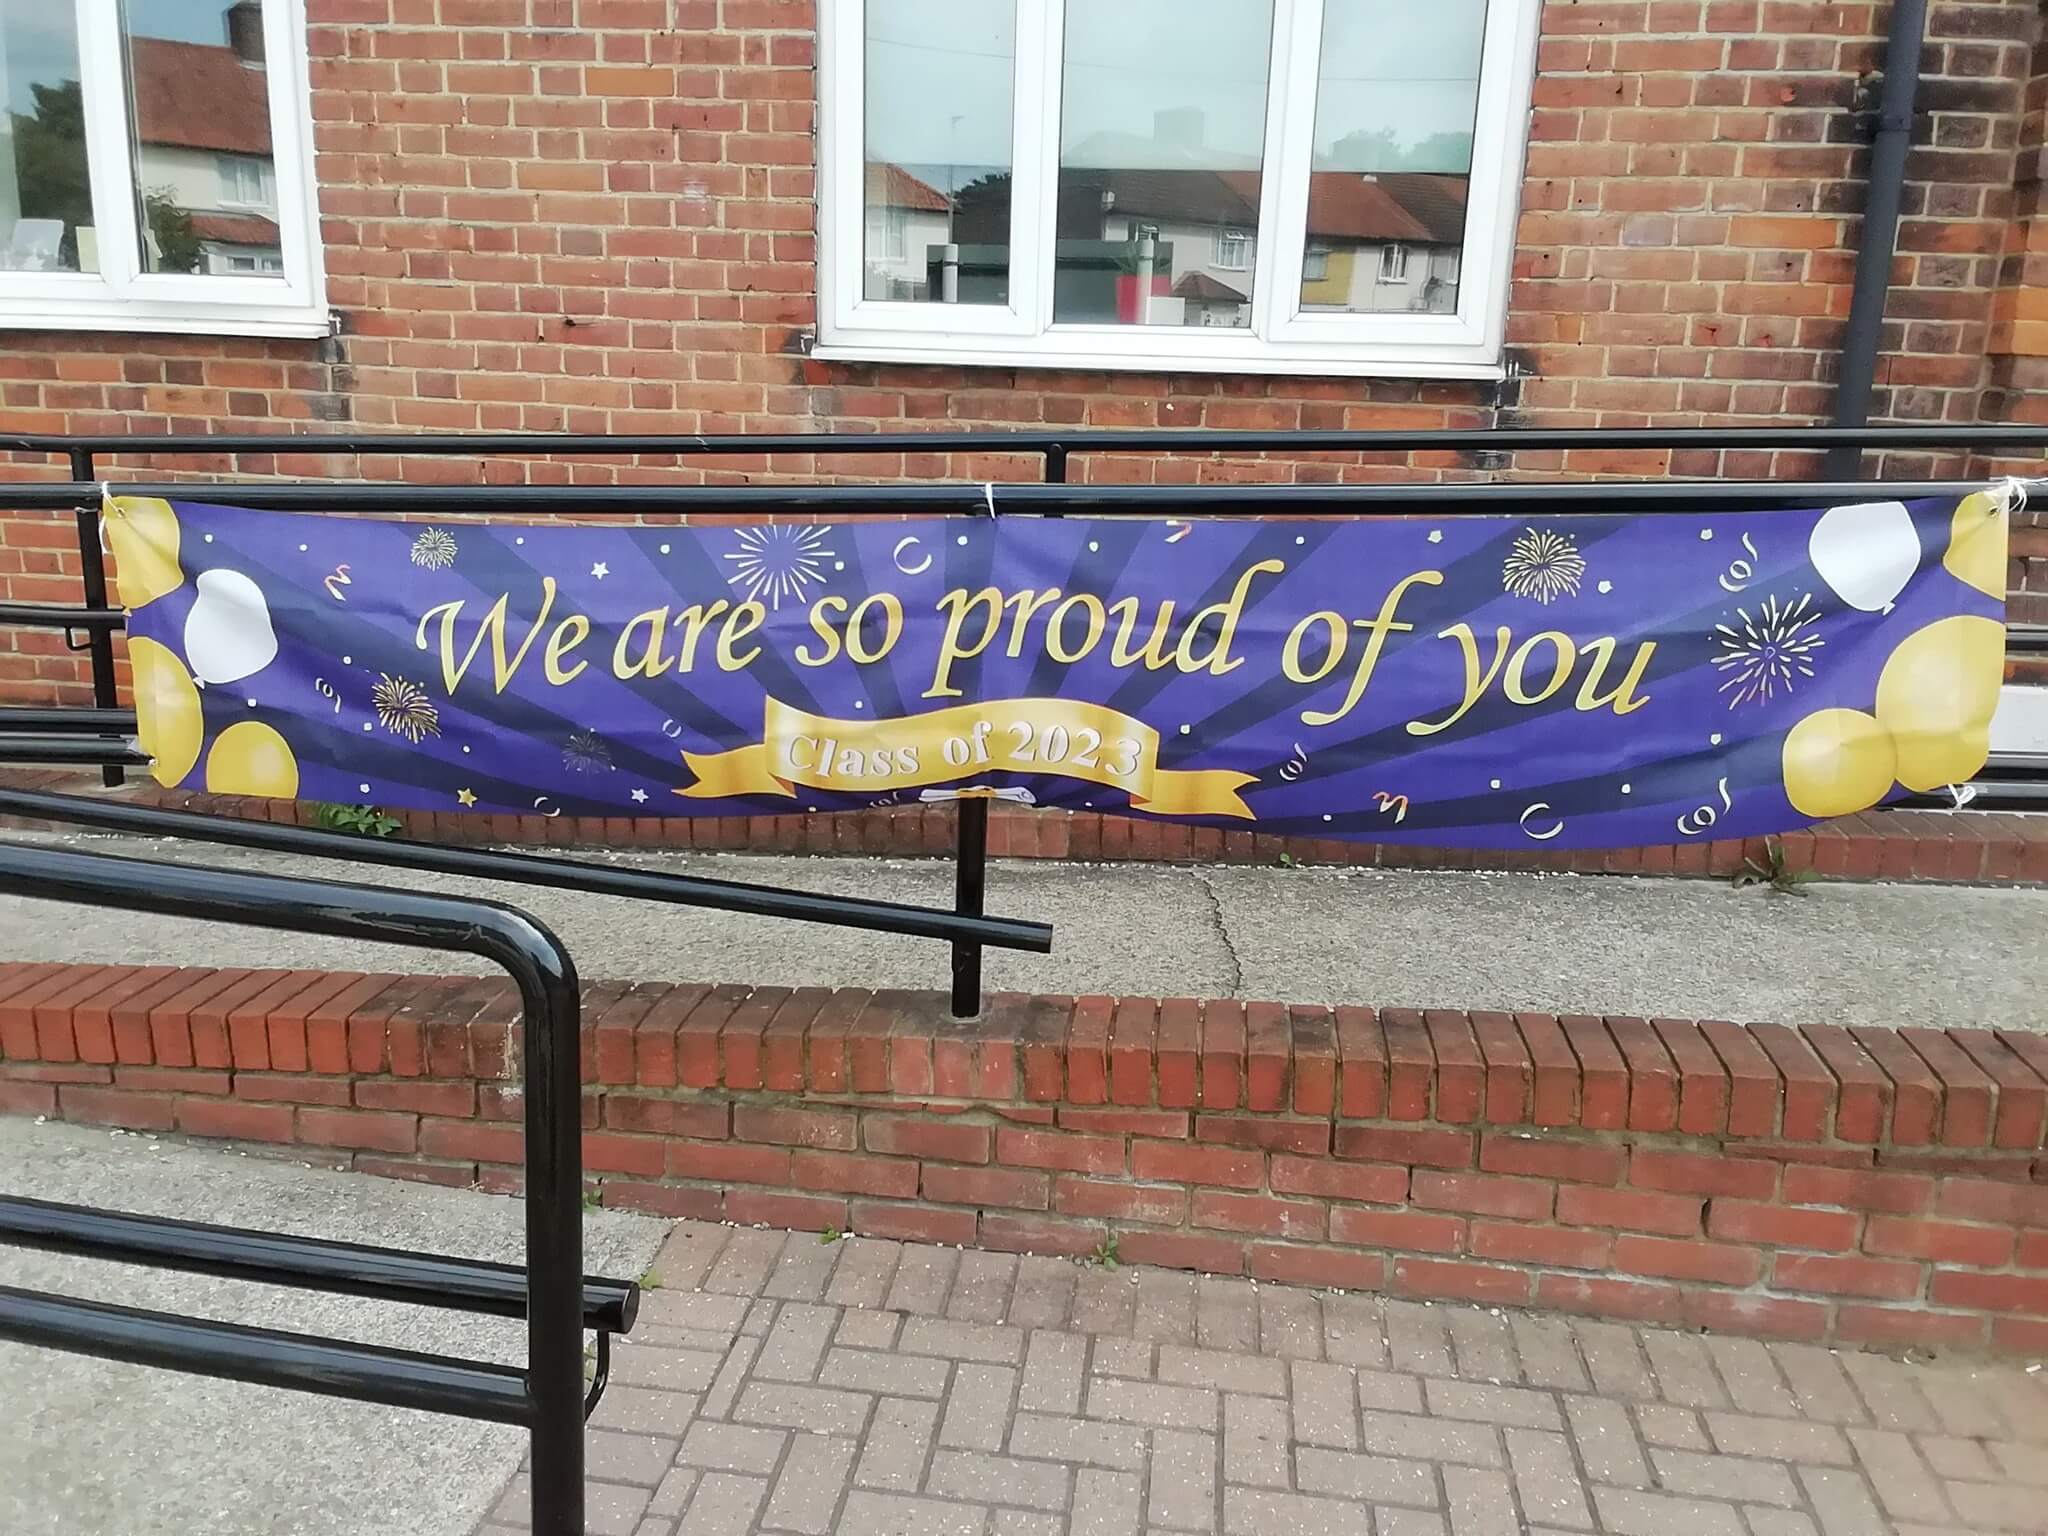 We are so proud of you
Class of 2023